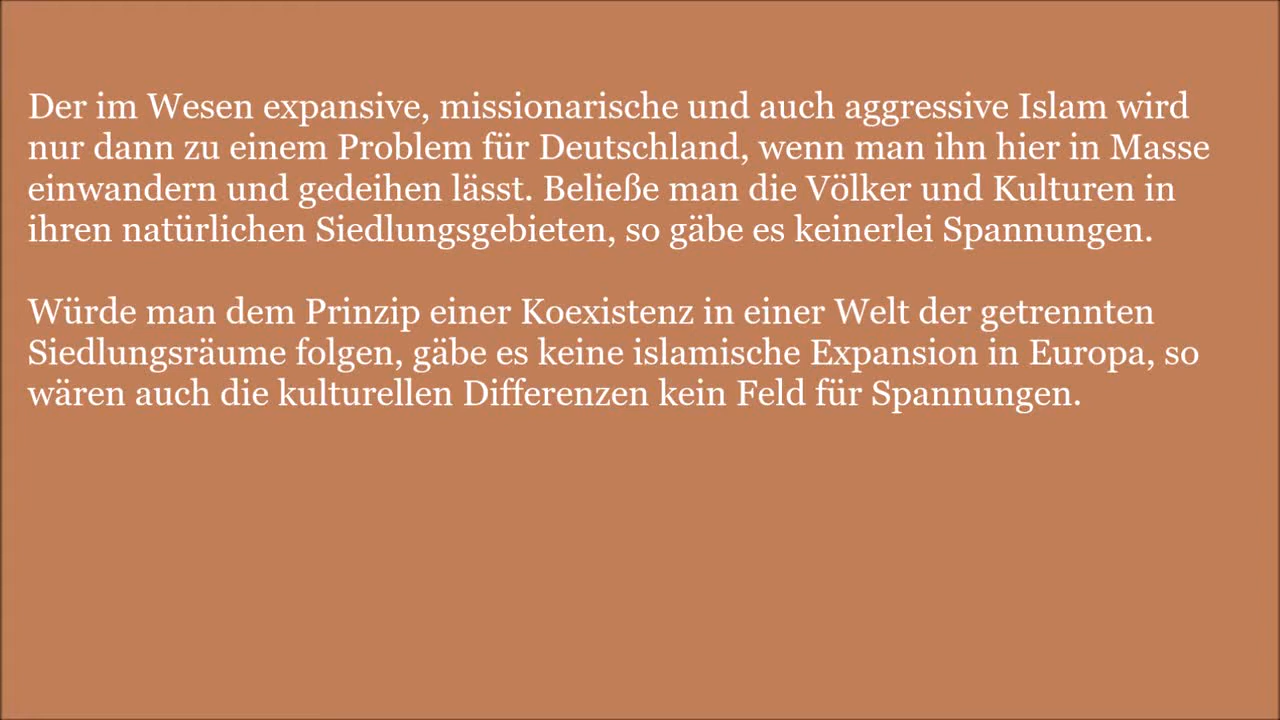 Der im Wesen expansive, missionarische und auch aggressive Islam wird
nur dann zu einem Problem für Deutschland, wenn man ihn hier in Masse
einwandern und gedeihen lässt. Beließe man die Völker und Kulturen in
ihren natürlichen Siedlungsgebieten, so gäbe es keinerlei Spannungen.
Würde man dem Prinzip einer Koexistenz in einer Welt der getrennten
Siedlungsräume folgen, gäbe es keine islamische Expansion in Europa, so
wären auch die kulturellen Differenzen kein Feld für Spannungen.